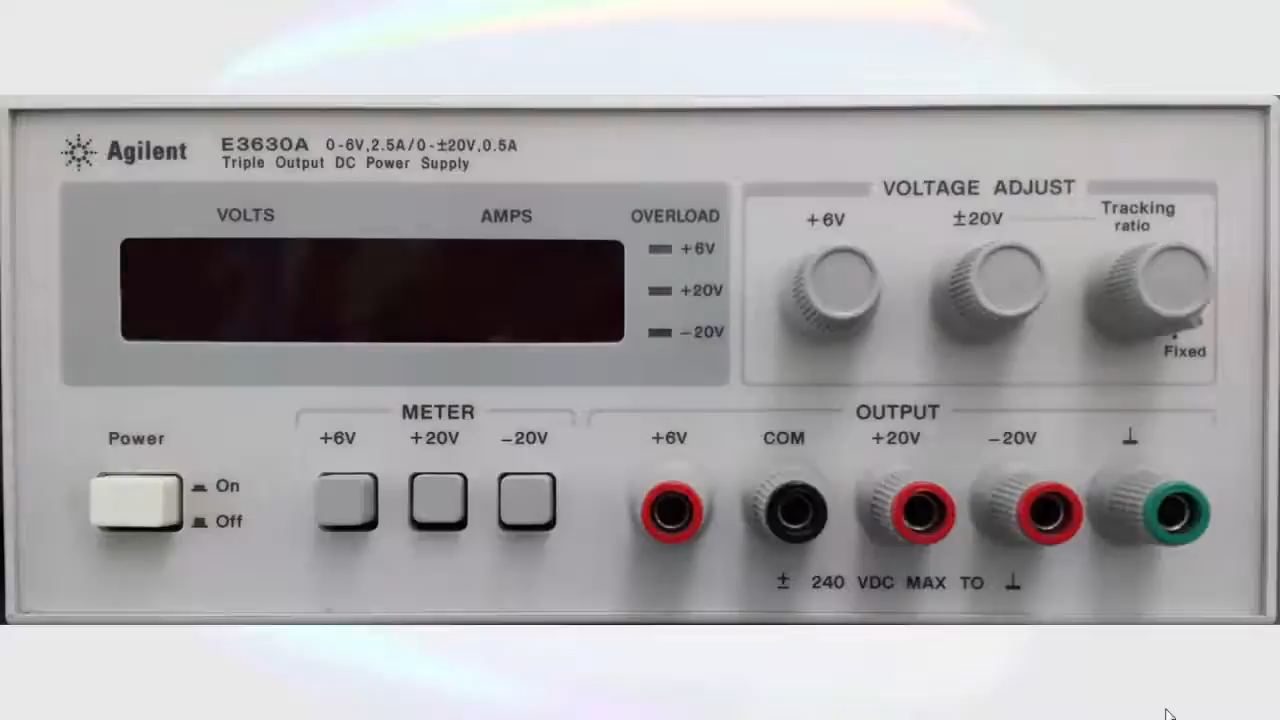 Agilent
E3630A 0-6V,2.5A/0-±20V,0.5A
Triple Output DC Power Supply
VOLTS
AMPS
OVERLOAD
+6V
+20V
−20V
VOLTAGE ADJUST
+6V
±20V
Tracking
ratio
Fixed
Power
On
Off
METER
+6V
+20V
−20V
OUTPUT
+6V
COM
+20V
−20V
⊥
± 240 VDC MAX TO ⊥